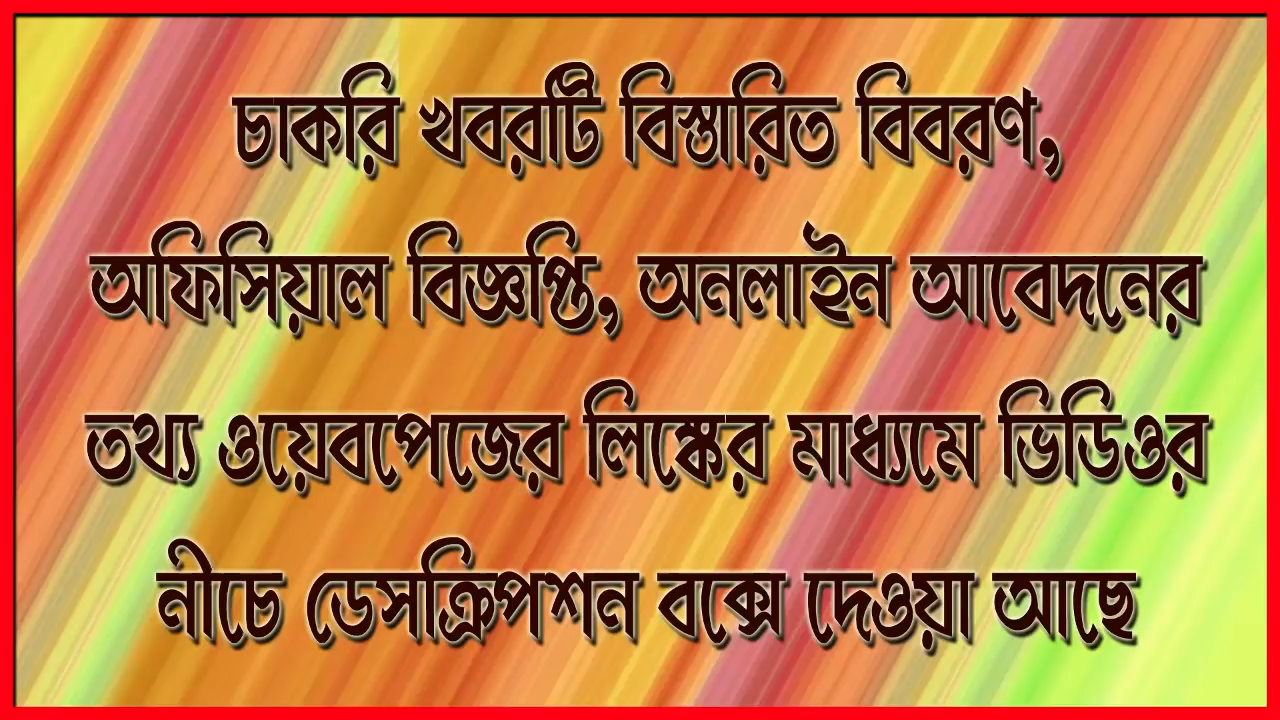 চাকরি খবরটি বিস্তারিত বিবরণ,
অফিসিয়াল বিজ্ঞপ্তি, অনলাইন আবেদনের
তথ্য ওয়েবপেজের লিঙ্কের মাধ্যমে ভিডিওর
নীচে ডেসক্রিপশন বক্সে দেওয়া আছে